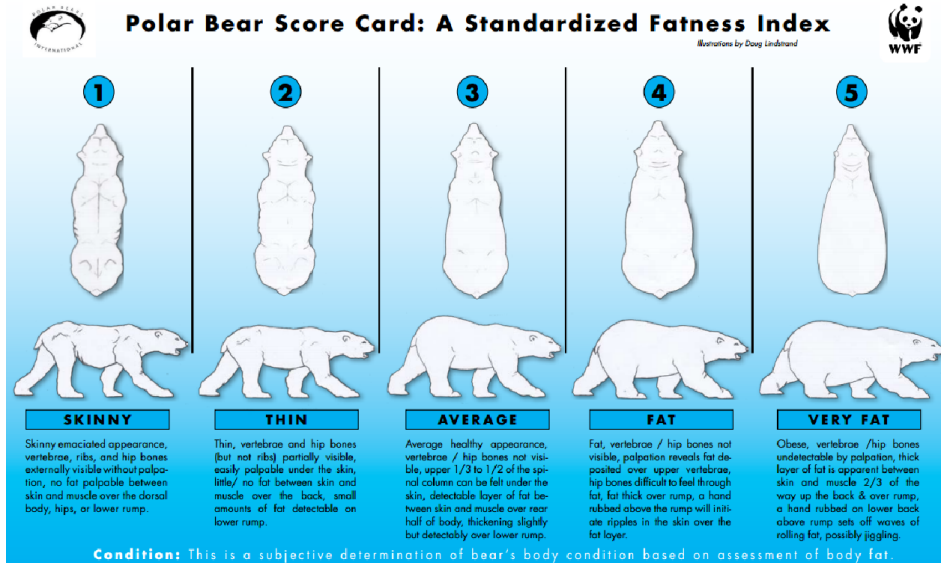 POLAR BEARS
INTERNATIONAL
Polar Bear Score Card: A Standardized Fatness Index
Illustrations by Doug Lindstrand
WWF
1
2
3
4
5
SKINNY
Skinny emaciated appearance,
vertebrae, ribs, and hip bones
externally visible without palpa-
tion, no fat palpable between
skin and muscle over the dorsal
body, hips, or lower rump.
THIN
Thin, vertebrae and hip bones
(but not ribs) partially visible,
easily palpable under the skin,
little/ no fat between skin and
muscle over the back, small
amounts of fat detectable on
lower rump.
AVERAGE
Average healthy appearance,
vertebrae / hip bones not visi-
ble, upper 1/3 to 1/2 of the spi-
nal column can be felt under the
skin, detectable layer of fat be-
tween skin and muscle over rear
half of body, thickening slightly
but detectably over lower rump.
FAT
Fat, vertebrae / hip bones not
visible, palpation reveals fat de-
posited over upper vertebrae,
hip bones difficult to feel through
fat, fat thick over rump, a hand
rubbed above the rump will initi-
ate ripples in the skin over the
fat layer.
VERY FAT
Obese, vertebrae /hip bones
undetectable by palpation, thick
layer of fat is apparent between
skin and muscle 2/3 of the
way up the back & over rump,
a hand rubbed on lower back
above rump sets off waves of
rolling fat, possibly jiggling.
Condition: This is a subjective determination of bear's body condition based on assessment of body fat.